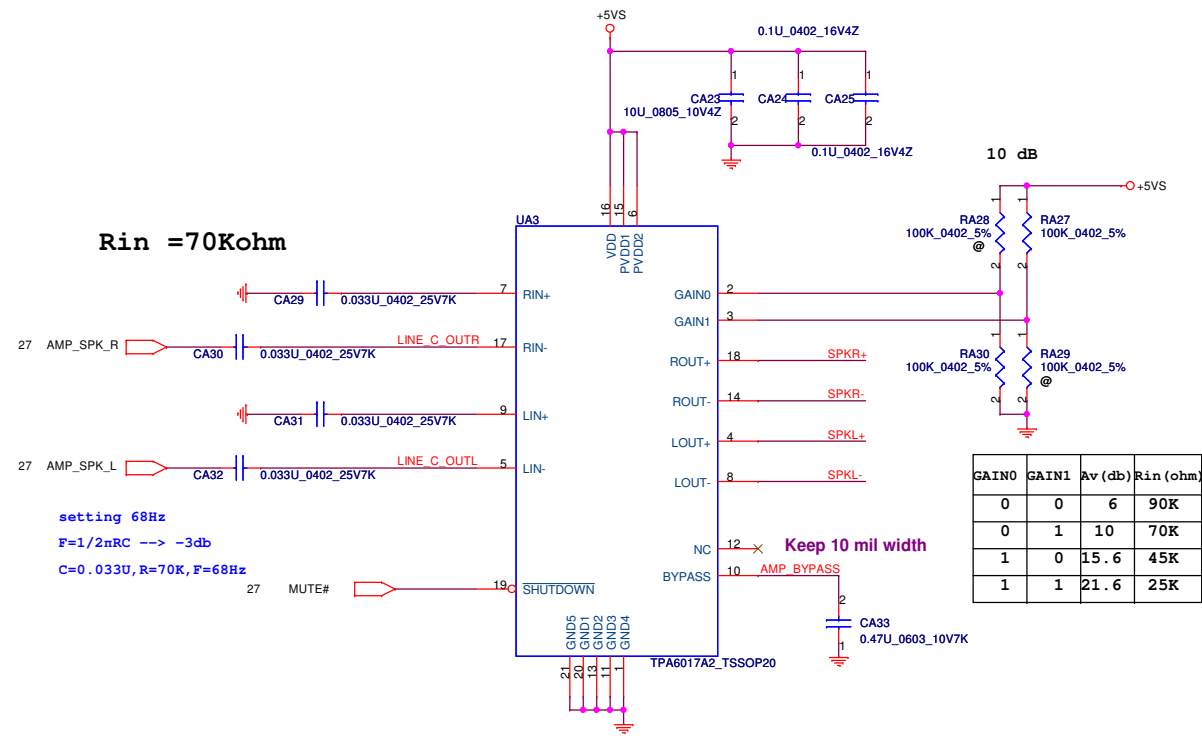 +5VS
0.1U_0402_16V4Z
1
1
1
CA23
CA24
CA25
10U_0805_10V4Z
2
2
2
0.1U_0402_16V4Z
10 dB
+5VS
1
1
RA28
100K_0402_5%
@
RA27
100K_0402_5%
2
2
16
15
6
UA3
VDD
PVDD1
PVDD2
Rin =70Kohm
CA29
0.033U_0402_25V7K
7
RIN+
GAIN0
2
GAIN1
3
27 AMP_SPK_R
CA30
0.033U_0402_25V7K
LINE_C_OUTR
17
RIN-
ROUT+
18
SPKR+
1
1
RA30
100K_0402_5%
RA29
100K_0402_5%
@
2
2
ROUT-
14
SPKR-
CA31
0.033U_0402_25V7K
9
LIN+
LOUT+
4
SPKL+
27 AMP_SPK_L
CA32
0.033U_0402_25V7K
LINE_C_OUTL
5
LIN-
LOUT-
8
SPKL-
GAIN0 GAIN1 Av(db) Rin(ohm)
0 0 6 90K
0 1 10 70K
1 0 15.6 45K
1 1 21.6 25K
setting 68Hz
F=1/2πRC --> -3db
C=0.033U,R=70K,F=68Hz
NC
12
Keep 10 mil width
BYPASS
10
AMP_BYPASS
27 MUTE#
19
SHUTDOWN
2
CA33
0.47U_0603_10V7K
1
GND5
GND1
GND2
GND3
GND4
TPA6017A2_TSSOP20
21
20
13
11
1